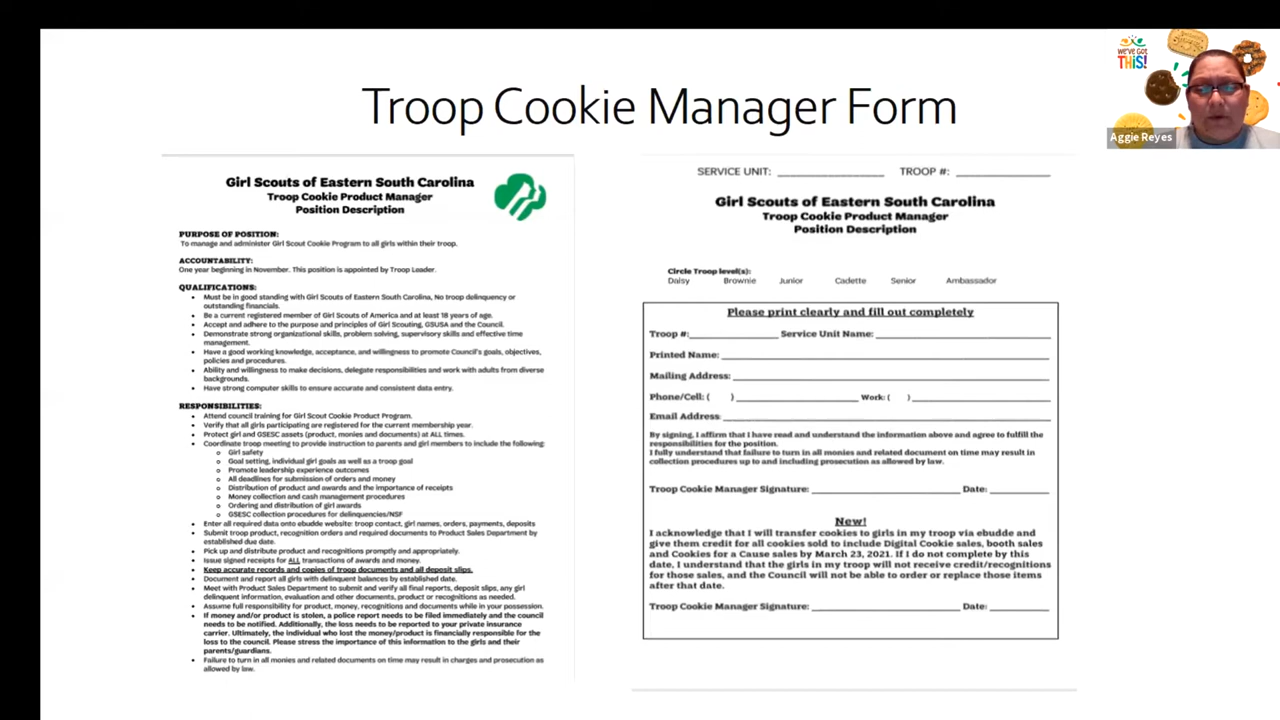 WE'VE GOT
THIS!
Aggie Reyes
Troop Cookie Manager Form
Girl Scouts of Eastern South Carolina
Troop Cookie Product Manager
Position Description
PURPOSE OF POSITION:
To manage and administer Girl Scout Cookie Program to all girls within their troop.
ACCOUNTABILITY:
One year beginning in November. This position is appointed by Troop Leader.
QUALIFICATIONS:
• Must be in good standing with Girl Scouts of Eastern South Carolina, No troop delinquency or
outstanding financials.
• Be a current registered member of Girl Scouts of America and at least 18 years of age.
• Accept and adhere to the purpose and principles of Girl Scouting, GSUSA and the Council.
• Demonstrate strong organizational skills, problem solving, supervisory skills and effective time
management.
• Have a good working knowledge, acceptance, and willingness to promote Council's goals, objectives,
policies and procedures.
• Ability and willingness to make decisions, delegate responsibilities and work with adults from diverse
backgrounds.
• Have strong computer skills to ensure accurate and consistent data entry.
RESPONSIBILITIES:
• Attend council training for Girl Scout Cookie Product Program.
• Verify that all girls participating are registered for the current membership year.
• Protect girl and GSESC assets (product, monies and documents) at ALL times.
• Coordinate troop meeting to provide instruction to parents and girl members to include the following:
o Girl safety
o Goal setting, individual girl goals as well as a troop goal
o Promote leadership experience outcomes
o All deadlines for submission of orders and money
o Distribution of product and awards and the importance of receipts
o Money collection and cash management procedures
o Ordering and distribution of girl awards
o GSESC collection procedures for delinquencies/NSF
• Enter all required data onto ebudde website: troop contact, girl names, orders, payments, deposits
• Submit troop product, recognition orders and required documents to Product Sales Department by
established due date.
• Pick up and distribute product and recognitions promptly and appropriately.
• Issue signed receipts for ALL transactions of awards and money.
• Keep accurate records and copies of troop documents and all deposit slips.
• Document and report all girls with delinquent balances by established date.
• Meet with Product Sales Department to submit and verify all final reports, deposit slips, any girl
delinquent information, evaluation and other documents, product or recognitions as needed.
• Assume full responsibility for product, money, recognitions and documents while in your possession.
• If money and/or product is stolen, a police report needs to be filed immediately and the council
needs to be notified. Additionally, the loss needs to be reported to your private insurance
carrier. Ultimately, the individual who lost the money/product is financially responsible for the
loss to the council. Please stress the importance of this information to the girls and their
parents/guardians.
• Failure to turn in all monies and related documents on time may result in charges and prosecution as
allowed by law.
SERVICE UNIT: ____________ TROOP #: ____________
Girl Scouts of Eastern South Carolina
Troop Cookie Product Manager
Position Description
Circle Troop level(s):
Daisy Brownie Junior Cadette Senior Ambassador
Please print clearly and fill out completely
Troop #:____________ Service Unit Name: ____________
Printed Name: ____________
Mailing Address: ____________
Phone/Cell: ( ) ____________ Work: ( ) ____________
Email Address: ____________
By signing, I affirm that I have read and understand the information above and agree to fulfill the
responsibilities for the position.
I fully understand that failure to turn in all monies and related document on time may result in
collection procedures up to and including prosecution as allowed by law.
Troop Cookie Manager Signature: ____________ Date: ________
New!
I acknowledge that I will transfer cookies to girls in my troop via ebudde and
give them credit for all cookies sold to include Digital Cookie sales, booth sales
and Cookies for a Cause sales by March 23, 2021. If I do not complete by this
date, I understand that the girls in my troop will not receive credit/recognitions
for those sales, and the Council will not be able to order or replace those items
after that date.
Troop Cookie Manager Signature: ____________ Date: ________